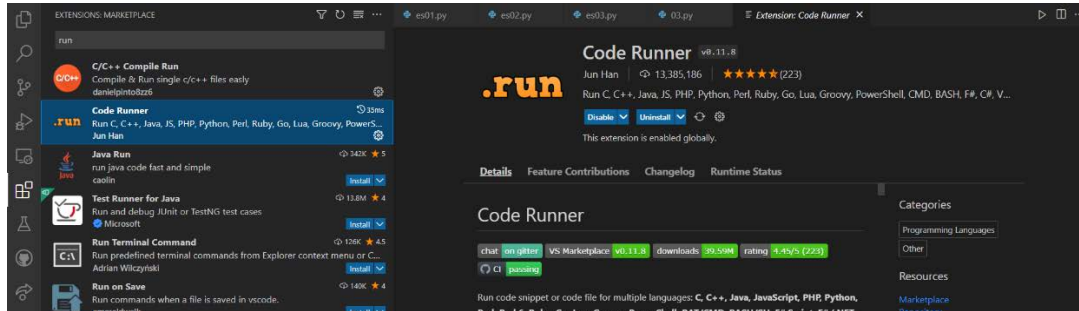 EXTENSIONS: MARKETPLACE
run
C/C++
C/C++ Compile Run
Compile & Run single c/c++ files easly
danielpinto8zz6
.run
Code Runner
35ms
Run C, C++, Java, JS, PHP, Python, Perl, Ruby, Go, Lua, Groovy, PowerS...
Jun Han
Java
Java Run
342K ★ 5
run java code fast and simple
caolin
Install
Test Runner for Java
13.8M ★ 4
Run and debug JUnit or TestNG test cases
Microsoft
Install
C:\
Run Terminal Command
126K ★ 4.5
Run predefined terminal commands from Explorer context menu or C...
Adrian Wilczyński
Install
Run on Save
140K ★ 4
Run commands when a file is saved in vscode.
es01.py
es02.py
es03.py
03.py
Extension: Code Runner
.run
Code Runner v0.11.8
Jun Han
13,385,186
★★★★★(223)
Run C, C++, Java, JS, PHP, Python, Perl, Ruby, Go, Lua, Groovy, PowerShell, CMD, BASH, F#, C#, V...
Disable
Uninstall
This extension is enabled globally.
Details
Feature Contributions
Changelog
Runtime Status
Code Runner
chat on gitter
VS Marketplace v0.11.8
downloads 39.59M
rating 4.45/5 (223)
CI passing
Run code snippet or code file for multiple languages: C, C++, Java, JavaScript, PHP, Python,
Categories
Programming Languages
Other
Resources
Marketplace